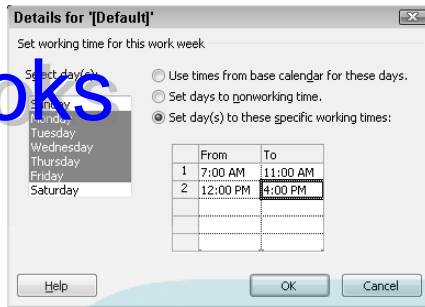 Details for '[Default]'
Set working time for this work week
Select day(s):
Use times from base calendar for these days.
Set days to nonworking time.
Set day(s) to these specific working times:
ooks
Sunday
Monday
Tuesday
Wednesday
Thursday
Friday
Saturday
From To
1 7:00 AM 11:00 AM
2 12:00 PM 4:00 PM
Help OK Cancel